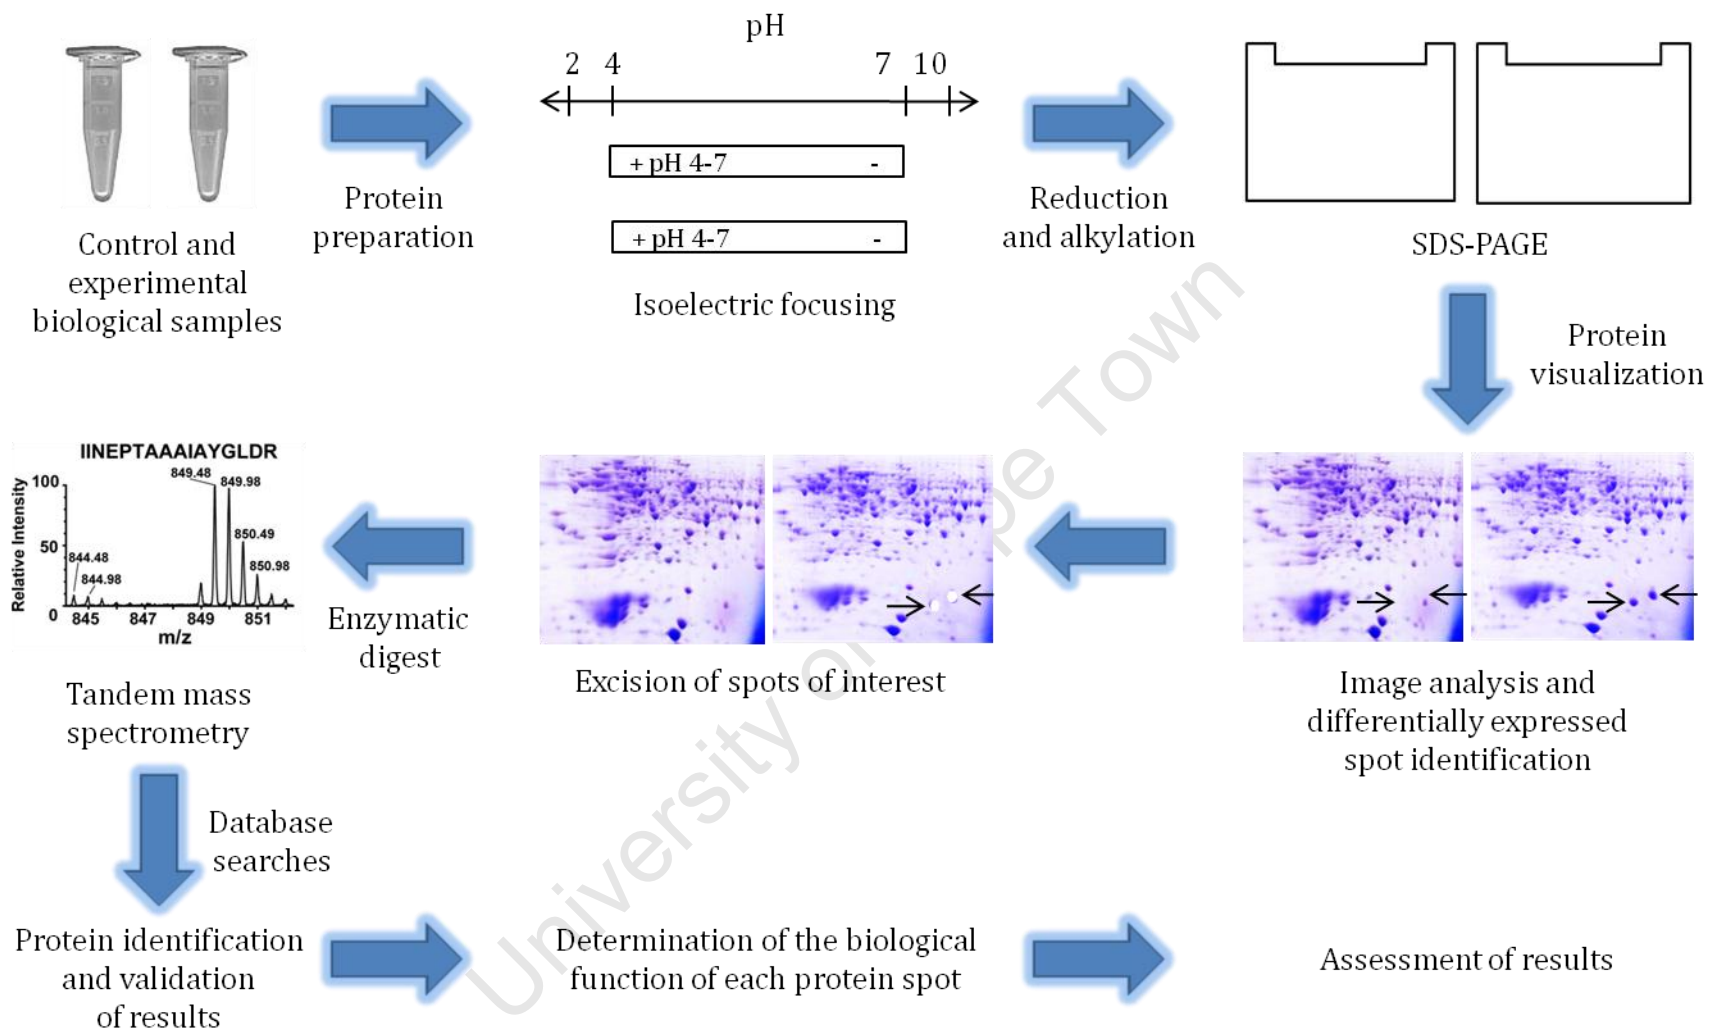 pH
2 4 7 10
+ pH 4-7 -
+ pH 4-7 -
Isoelectric focusing
Control and
experimental
biological samples
Protein
preparation
Reduction
and alkylation
SDS-PAGE
Protein
visualization
Image analysis and
differentially expressed
spot identification
Excision of spots of interest
Enzymatic
digest
IINEPTAAAIAYGLDR
849.48
849.98
850.49
850.98
844.48
844.98
Relative Intensity
100
50
0
845 847 849 851
m/z
Tandem mass
spectrometry
Database
searches
Protein identification
and validation
of results
Determination of the biological
function of each protein spot
Assessment of results